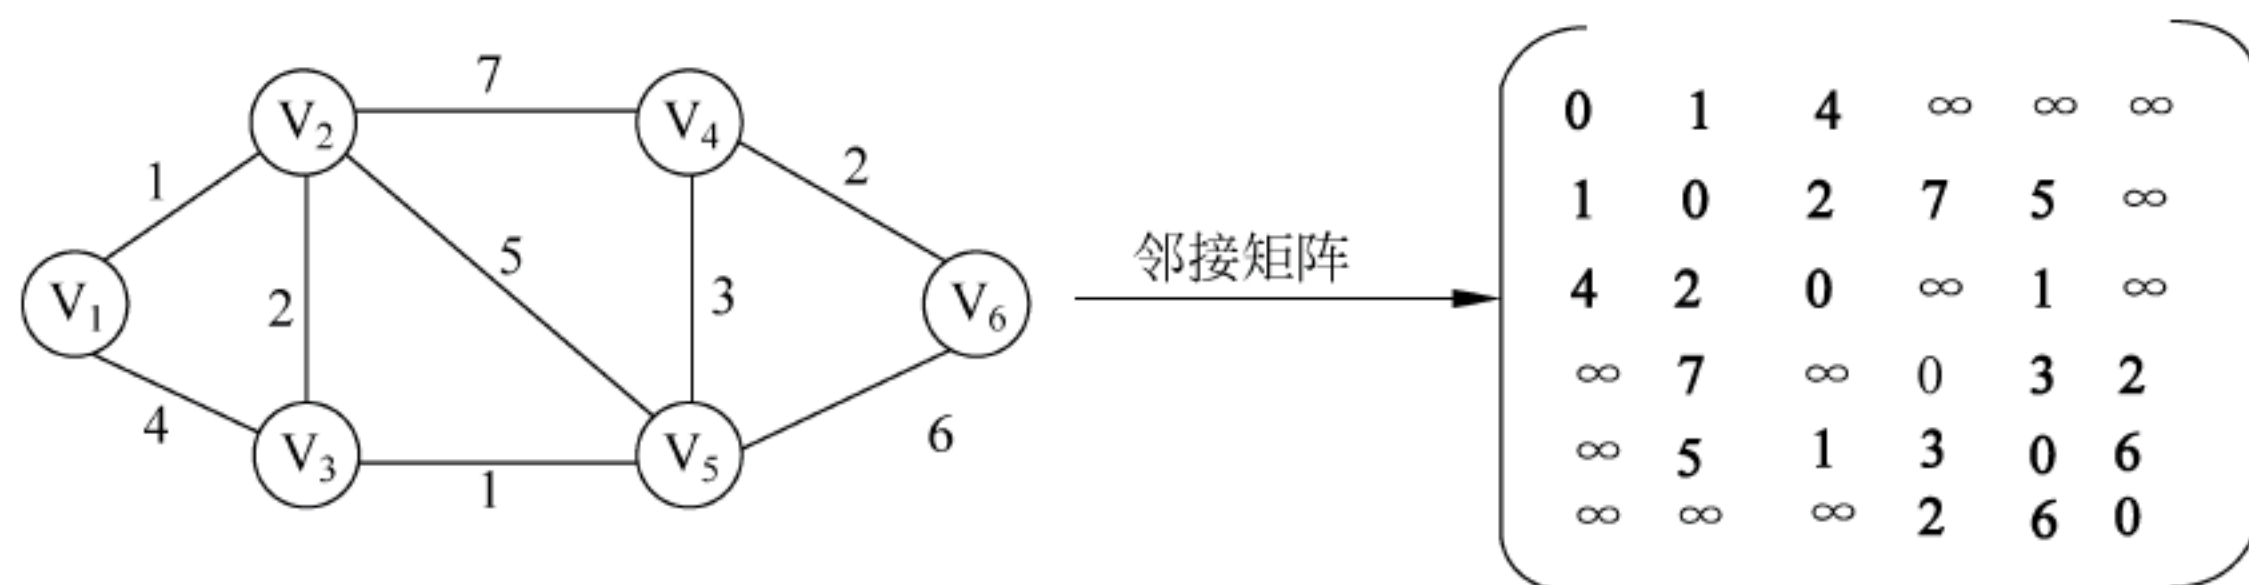 7
V2 V4
1 2
5
V1 2 3 V6
4 6
V3 V5
1
邻接矩阵
0 1 4 ∞ ∞ ∞
1 0 2 7 5 ∞
4 2 0 ∞ 1 ∞
∞ 7 ∞ 0 3 2
∞ 5 1 3 0 6
∞ ∞ ∞ 2 6 0